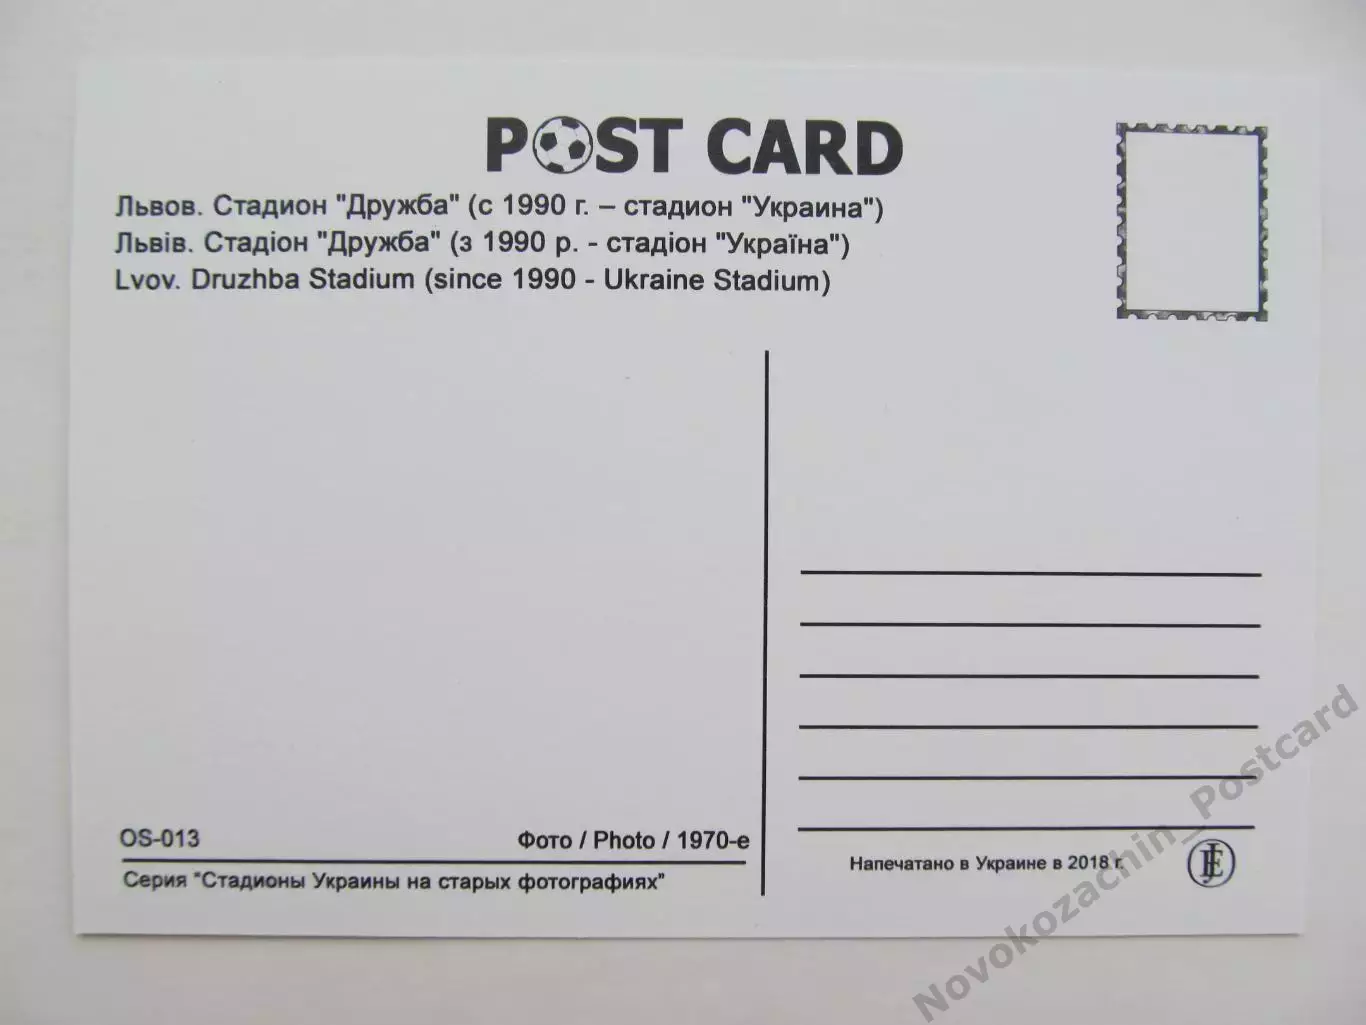 POST CARD
Львов. Стадион "Дружба" (с 1990 г. – стадион "Украина")
Львів. Стадіон "Дружба" (з 1990 р. - стадіон "Україна")
Lvov. Druzhba Stadium (since 1990 - Ukraine Stadium)
OS-013
Фото / Photo / 1970-е
Серия "Стадионы Украины на старых фотографиях"
Напечатано в Украине в 2018 г.
Novokozachin_Postcard